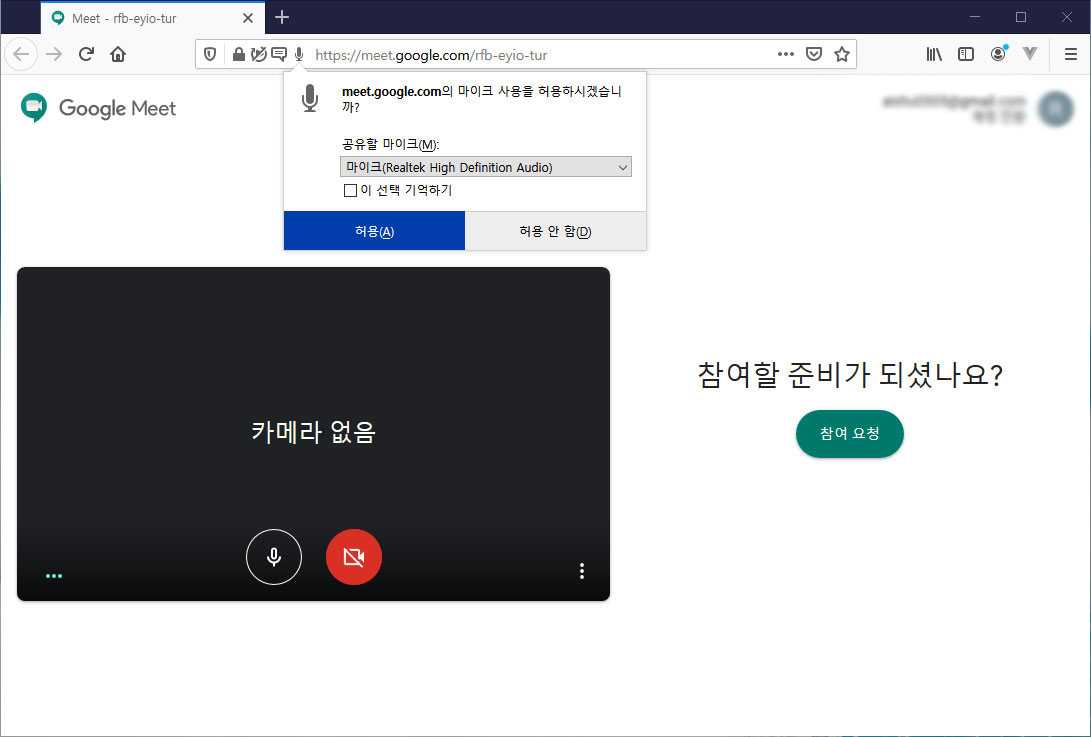 Meet - rfb-eyio-tur
https://meet.google.com/rfb-eyio-tur
Google Meet
meet.google.com의 마이크 사용을 허용하시겠습니
까?
공유할 마이크(M):
마이크(Realtek High Definition Audio)
이 선택 기억하기
허용(A)
허용 안 함(D)
카메라 없음
참여할 준비가 되셨나요?
참여 요청